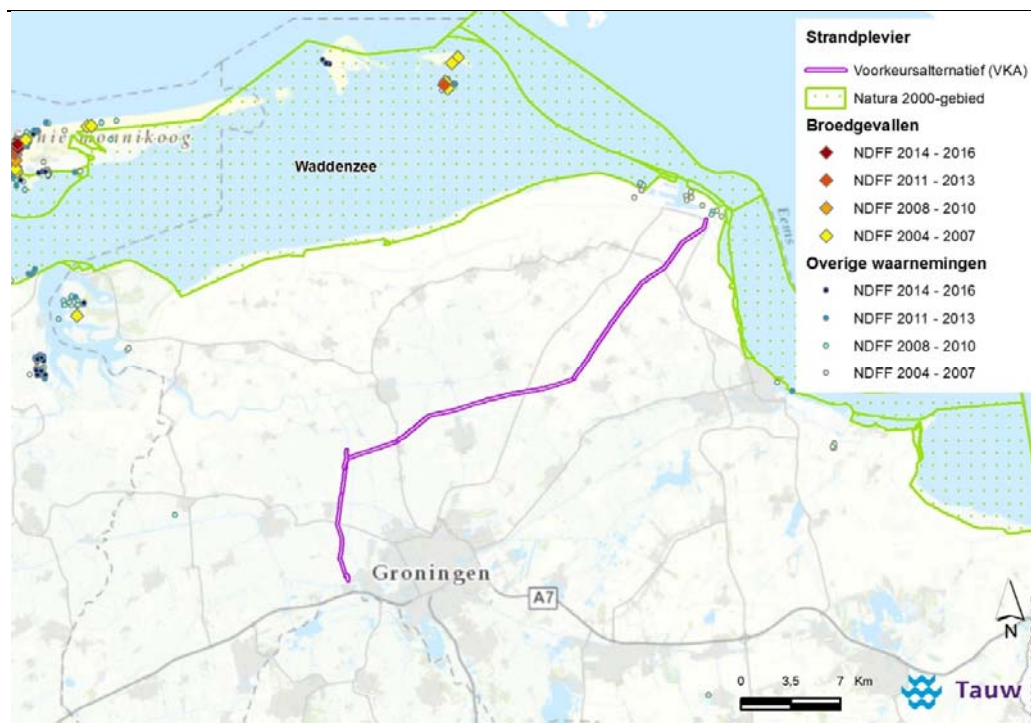 Strandplevier
Voorkeursalternatief (VKA)
Natura 2000-gebied
Broedgevallen
NDFF 2014 - 2016
NDFF 2011 - 2013
NDFF 2008 - 2010
NDFF 2004 - 2007
Overige waarnemingen
NDFF 2014 - 2016
NDFF 2011 - 2013
NDFF 2008 - 2010
NDFF 2004 - 2007
Waddenzee
Eems
Groningen
A7
N
0 3,5 7 Km
Tauw